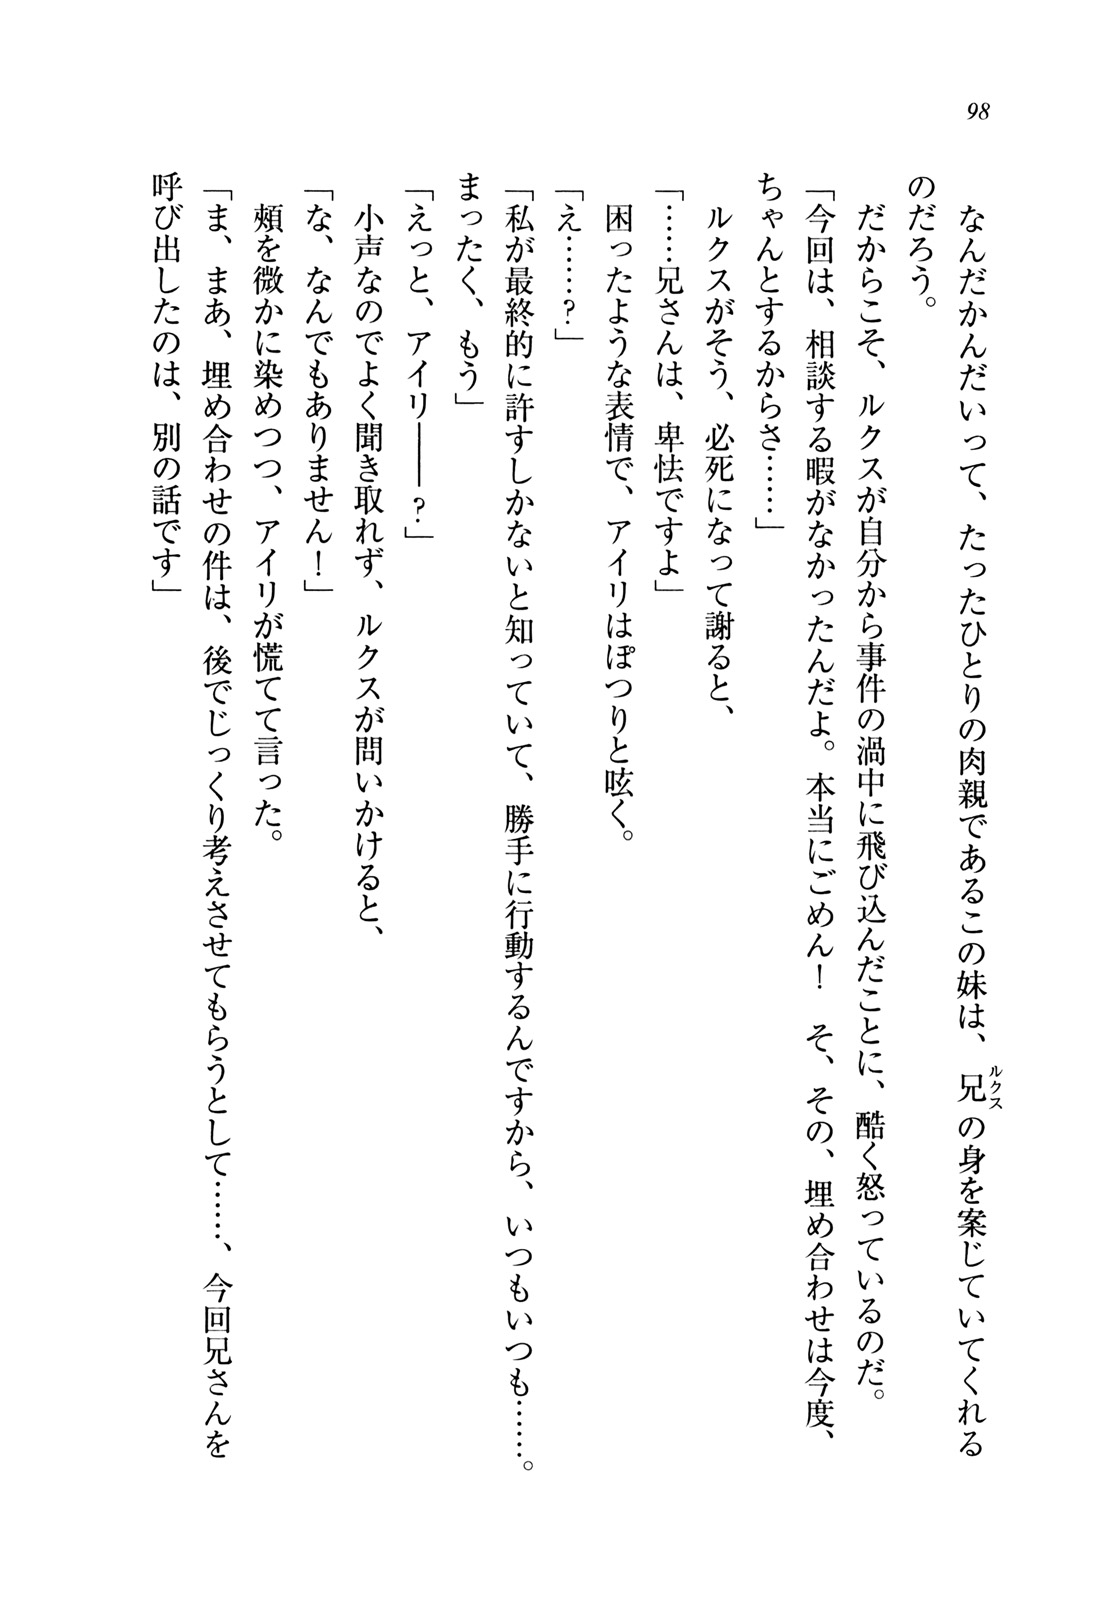 98
　なんだかんだいって、たったひとりの肉親であるこの妹は、兄ルクスの身を案じていてくれる
のだろう。
　だからこそ、ルクスが自分から事件の渦中に飛び込んだことに、酷く怒っているのだ。
「今回は、相談する暇がなかったんだよ。本当にごめん！　そ、その、埋め合わせは今度、
ちゃんとするからさ……」
　ルクスがそう、必死になって謝ると、
「……兄さんは、卑怯ですよ」
　困ったような表情で、アイリはぽつりと呟く。
「え……？」
「私が最終的に許すしかないと知っていて、勝手に行動するんですから、いつもいつも……。
まったく、もう」
「えっと、アイリ――？」
　小声なのでよく聞き取れず、ルクスが問いかけると、
「な、なんでもありません！」
　頬を微かに染めつつ、アイリが慌てて言った。
「ま、まあ、埋め合わせの件は、後でじっくり考えさせてもらうとして……、今回兄さんを
呼び出したのは、別の話です」